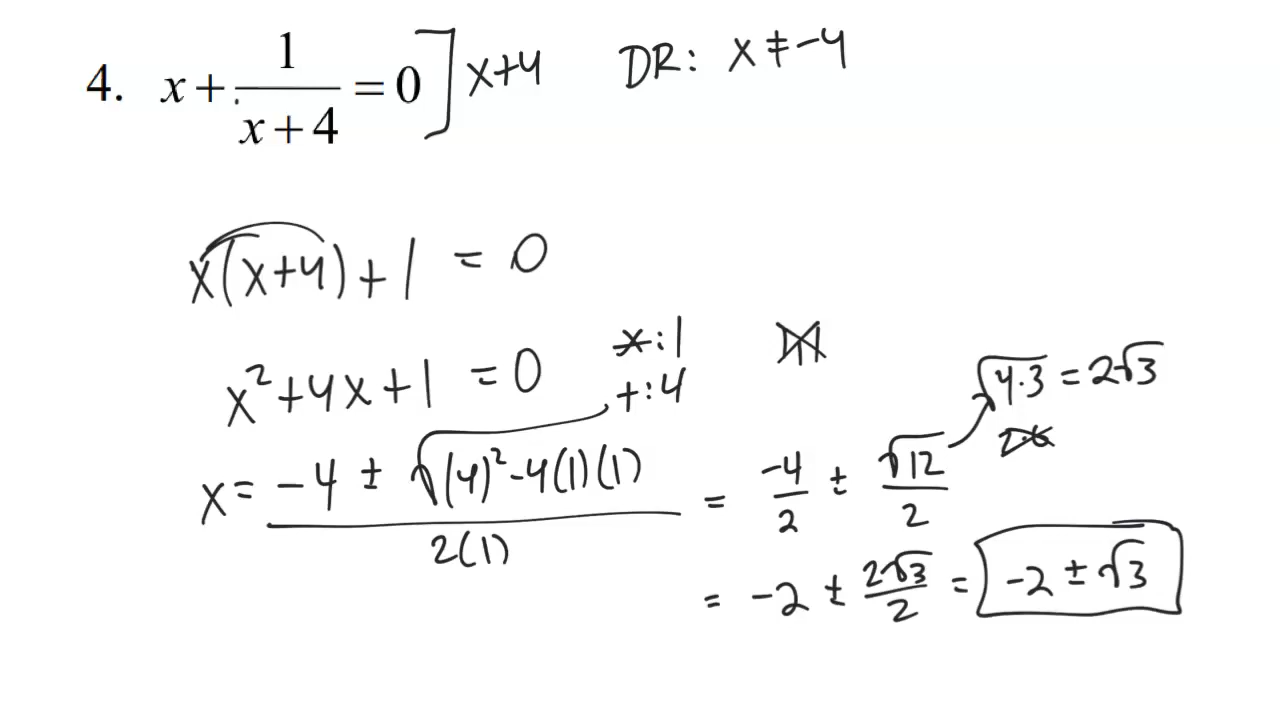 4. x + 1/(x + 4) = 0 ] x+4 DR: x ≠ -4
x(x+4) + 1 = 0
x² + 4x + 1 = 0
×: 1
+: 4
x = (-4 ± √((4)² - 4(1)(1)))/(2(1)) = -4/2 ± √12/2
√(4·3) = 2√3
2·6
= -2 ± 2√3/2 = -2 ± √3